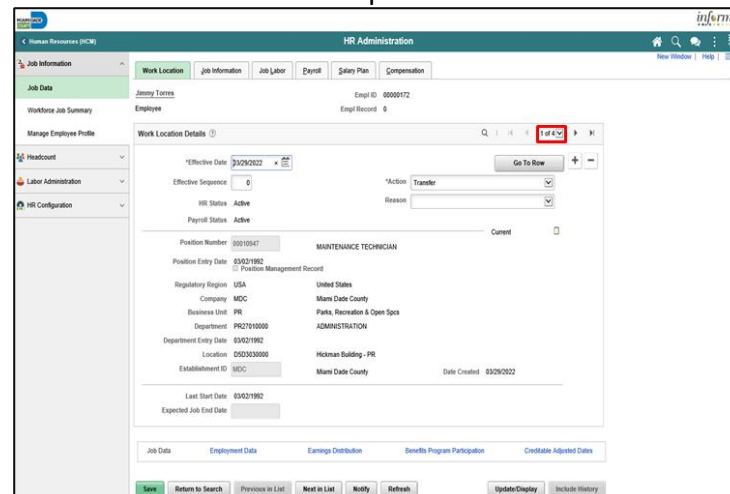 MIAMI-DADE
inform
Human Resources (HCM)
HR Administration
New Window | Help |
Job Information
Job Data
Workforce Job Summary
Manage Employee Profile
Headcount
Labor Administration
HR Configuration
Work Location Job Information Job Labor Payroll Salary Plan Compensation
Jimmy Torres Empl ID 00000172
Employee Empl Record 0
Work Location Details 1 of 4
*Effective Date 03/29/2022 Go To Row + −
Effective Sequence 0 *Action Transfer
HR Status Active Reason
Payroll Status Active
Current
Position Number 00010947 MAINTENANCE TECHNICIAN
Position Entry Date 03/02/1992
Position Management Record
Regulatory Region USA United States
Company MDC Miami Dade County
Business Unit PR Parks, Recreation & Open Spcs
Department PR27010000 ADMINISTRATION
Department Entry Date 03/02/1992
Location D5D3030000 Hickman Building - PR
Establishment ID MDC Miami Dade County Date Created 03/29/2022
Last Start Date 03/02/1992
Expected Job End Date
Job Data Employment Data Earnings Distribution Benefits Program Participation Creditable Adjusted Dates
Save Return to Search Previous in List Next in List Notify Refresh Update/Display Include History